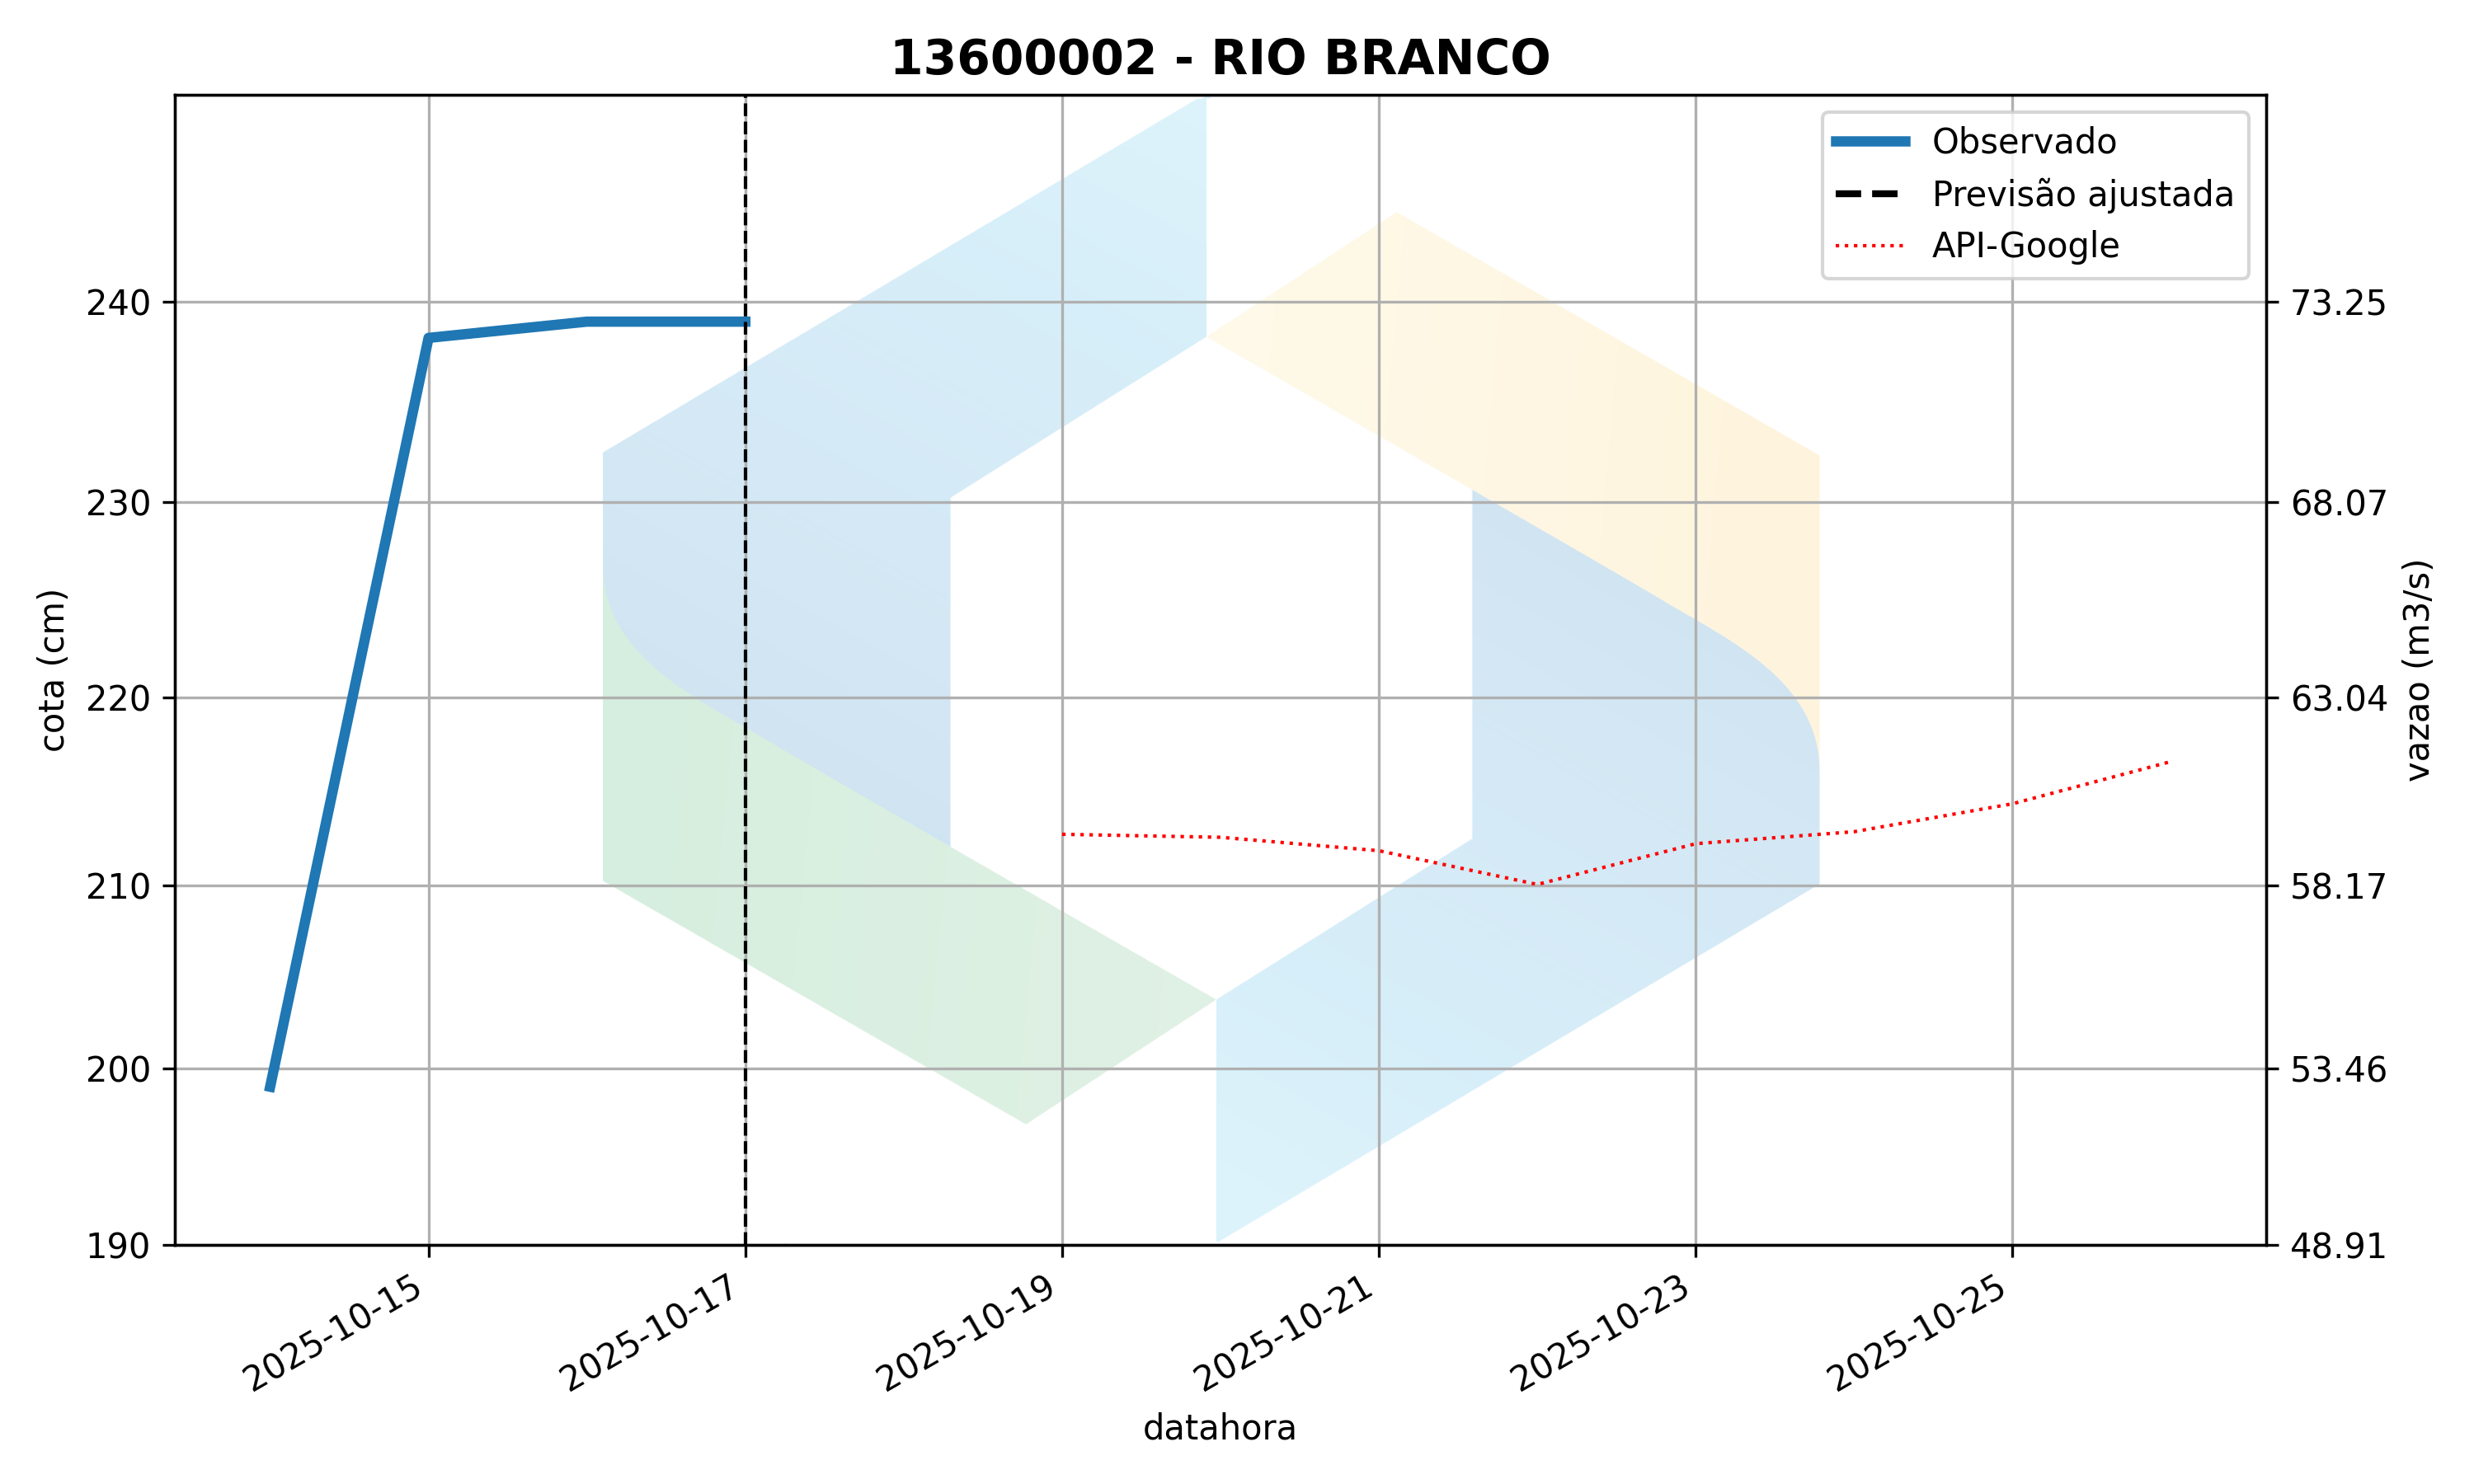 13600002 - RIO BRANCO
Observado
Previsão ajustada
API-Google
240
230
220
210
200
190
cota (cm)
73.25
68.07
63.04
58.17
53.46
48.91
vazao (m3/s)
2025-10-15
2025-10-17
2025-10-19
2025-10-21
2025-10-23
2025-10-25
datahora